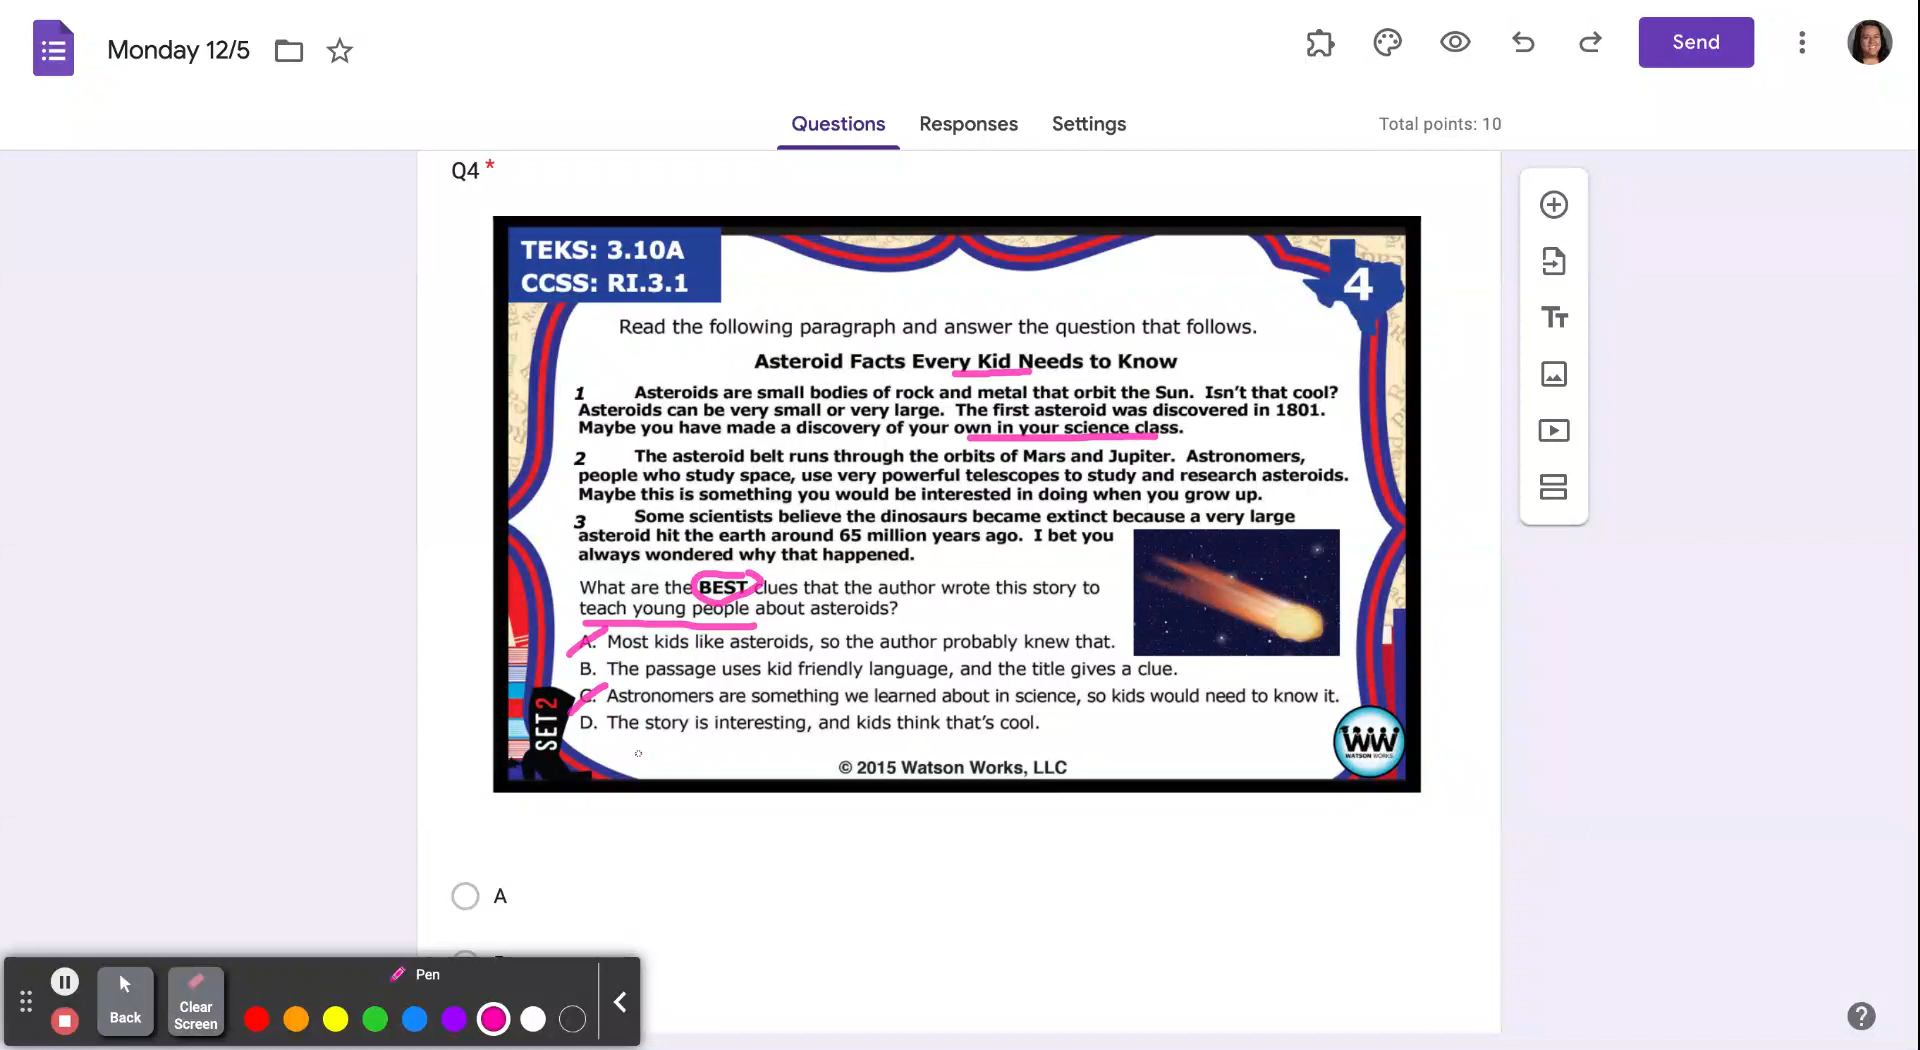 Monday 12/5
Send
Questions Responses Settings
Total points: 10
Q4 *
TEKS: 3.10A
CCSS: RI.3.1
4
Read the following paragraph and answer the question that follows.
Asteroid Facts Every Kid Needs to Know
1 Asteroids are small bodies of rock and metal that orbit the Sun. Isn't that cool?
Asteroids can be very small or very large. The first asteroid was discovered in 1801.
Maybe you have made a discovery of your own in your science class.
2 The asteroid belt runs through the orbits of Mars and Jupiter. Astronomers,
people who study space, use very powerful telescopes to study and research asteroids.
Maybe this is something you would be interested in doing when you grow up.
3 Some scientists believe the dinosaurs became extinct because a very large
asteroid hit the earth around 65 million years ago. I bet you
always wondered why that happened.
What are the BEST clues that the author wrote this story to
teach young people about asteroids?
A. Most kids like asteroids, so the author probably knew that.
B. The passage uses kid friendly language, and the title gives a clue.
C. Astronomers are something we learned about in science, so kids would need to know it.
D. The story is interesting, and kids think that's cool.
SET 2
WW
WATSON WORKS
© 2015 Watson Works, LLC
A
Pen
Back
Clear
Screen